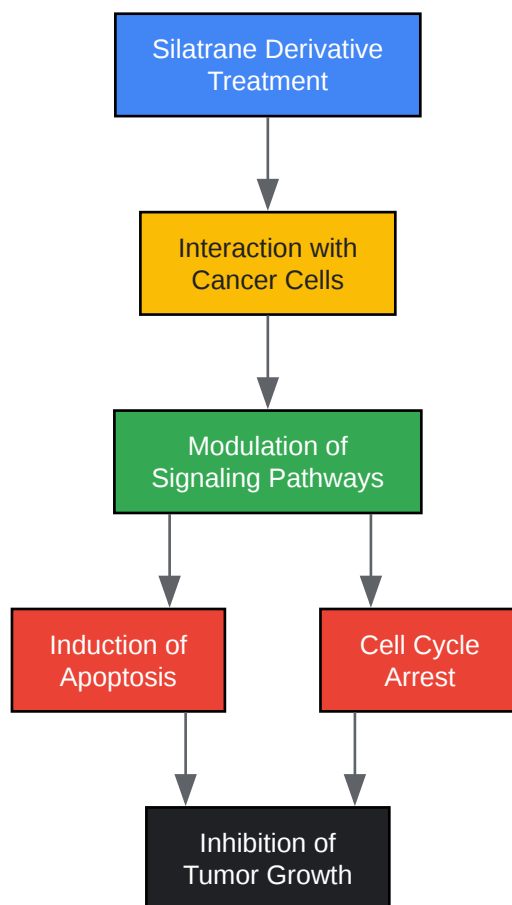 Silatrane Derivative
Treatment
Interaction with
Cancer Cells
Modulation of
Signaling Pathways
Induction of
Apoptosis
Cell Cycle
Arrest
Inhibition of
Tumor Growth